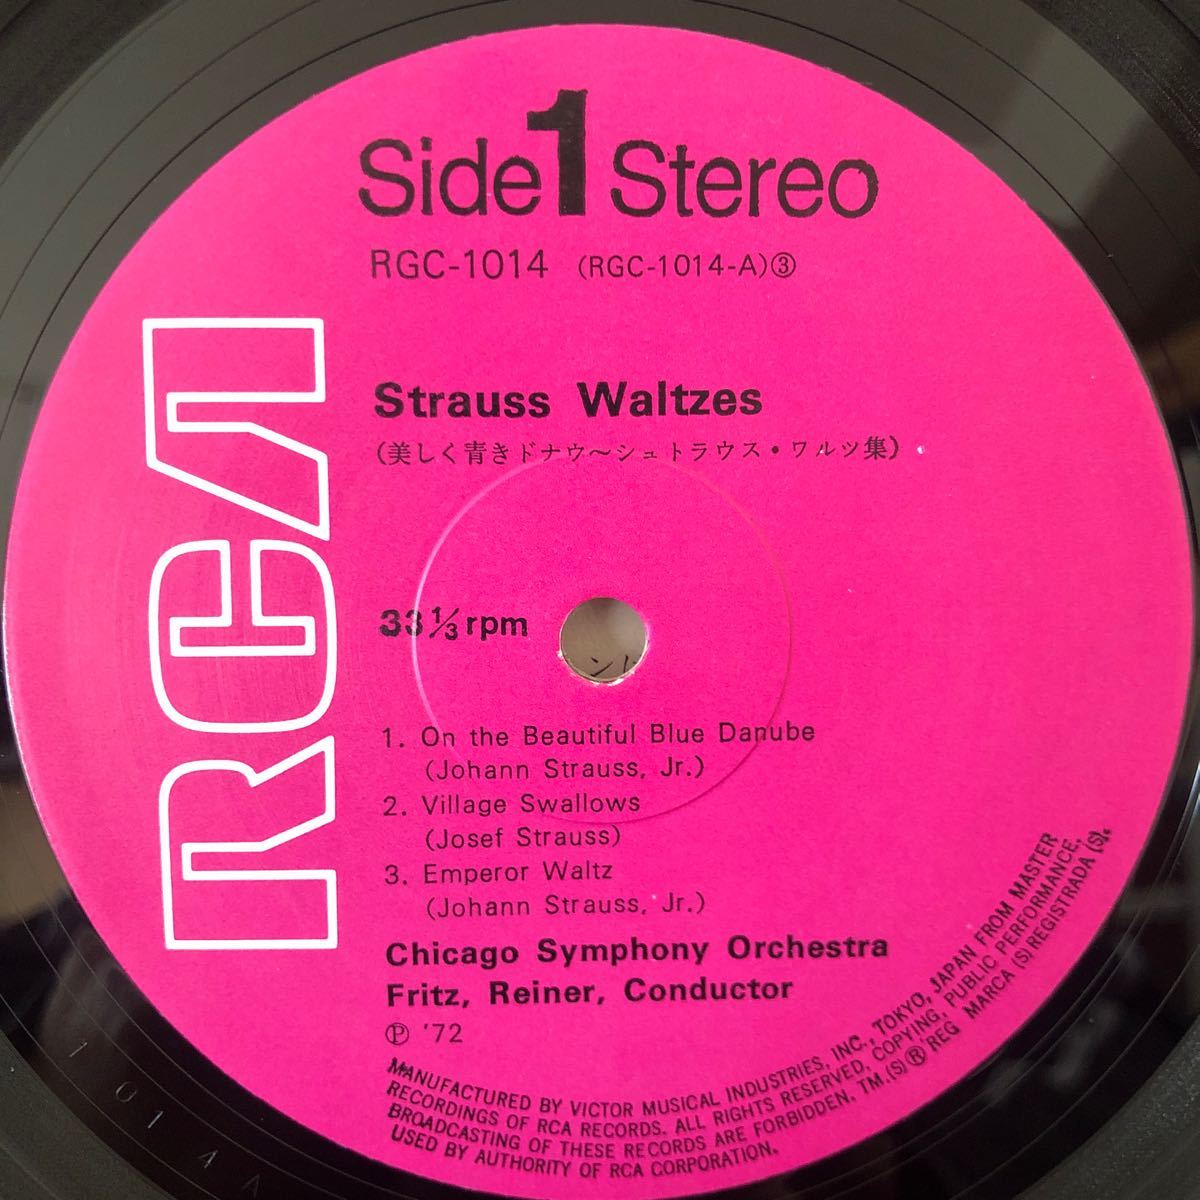 Side 1 Stereo
RGC-1014 (RGC-1014-A)③
RCA
Strauss Waltzes
(美しく青きドナウ～シュトラウス・ワルツ集)
33 1/3 rpm
1. On the Beautiful Blue Danube
(Johann Strauss, Jr.)
2. Village Swallows
(Josef Strauss)
3. Emperor Waltz
(Johann Strauss, Jr.)
Chicago Symphony Orchestra
Fritz, Reiner, Conductor
Ⓟ '72
MANUFACTURED BY VICTOR MUSICAL INDUSTRIES, INC., TOKYO, JAPAN FROM MASTER
RECORDINGS OF RCA RECORDS. ALL RIGHTS RESERVED, COPYING, PUBLIC PERFORMANCE,
BROADCASTING OF THESE RECORDS ARE FORBIDDEN, TM.(S)® REG MARCA (S) REGISTRADA (S).
USED BY AUTHORITY OF RCA CORPORATION.
1014A